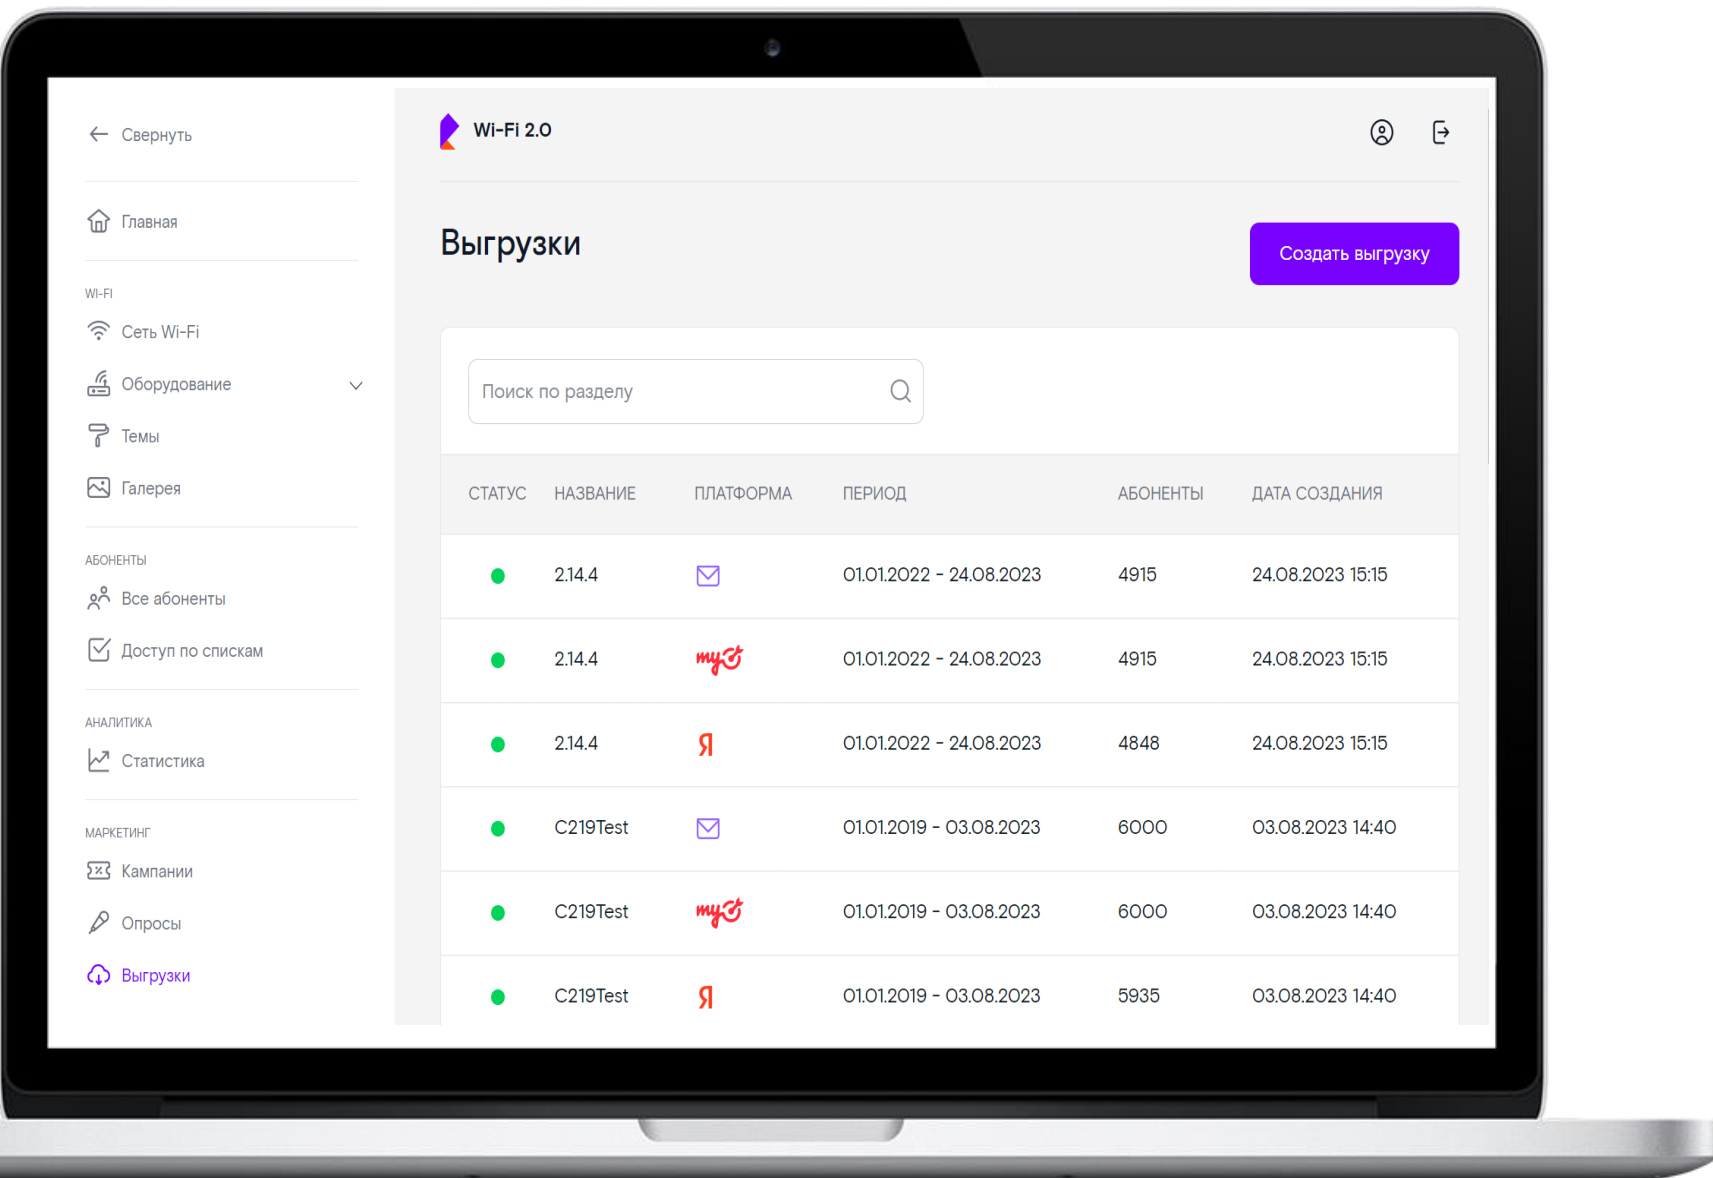 Свернуть
Главная
WI-FI
Сеть Wi-Fi
Оборудование
Темы
Галерея
АБОНЕНТЫ
Все абоненты
Доступ по спискам
АНАЛИТИКА
Статистика
МАРКЕТИНГ
Кампании
Опросы
Выгрузки
Wi-Fi 2.0
Выгрузки
Создать выгрузку
Поиск по разделу
СТАТУС НАЗВАНИЕ ПЛАТФОРМА ПЕРИОД АБОНЕНТЫ ДАТА СОЗДАНИЯ
2.14.4 01.01.2022 - 24.08.2023 4915 24.08.2023 15:15
2.14.4 my 01.01.2022 - 24.08.2023 4915 24.08.2023 15:15
2.14.4 Я 01.01.2022 - 24.08.2023 4848 24.08.2023 15:15
C219Test 01.01.2019 - 03.08.2023 6000 03.08.2023 14:40
C219Test my 01.01.2019 - 03.08.2023 6000 03.08.2023 14:40
C219Test Я 01.01.2019 - 03.08.2023 5935 03.08.2023 14:40